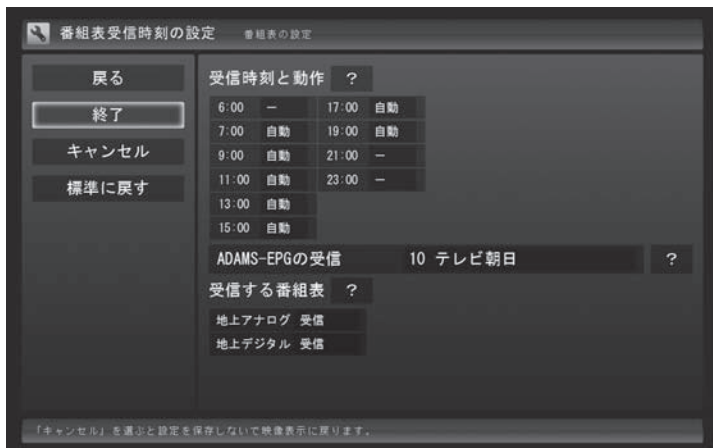 番組表受信時刻の設定 番組表の設定
戻る
終了
キャンセル
標準に戻す
受信時刻と動作 ?
6:00 － 17:00 自動
7:00 自動 19:00 自動
9:00 自動 21:00 －
11:00 自動 23:00 －
13:00 自動
15:00 自動
ADAMS-EPGの受信 10 テレビ朝日 ?
受信する番組表 ?
地上アナログ 受信
地上デジタル 受信
「キャンセル」を選ぶと設定を保存しないで映像表示に戻ります。